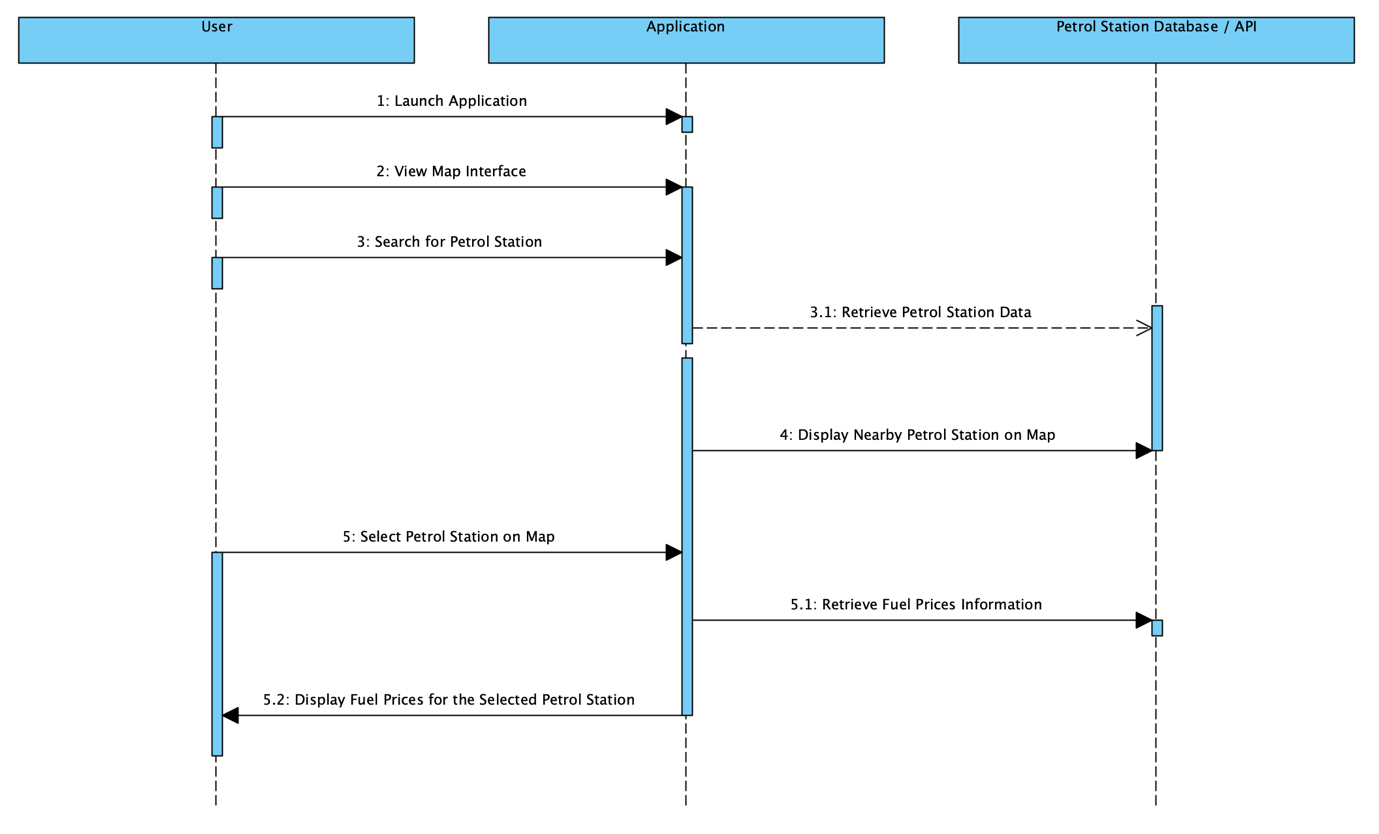 User
Application
Petrol Station Database / API
1: Launch Application
2: View Map Interface
3: Search for Petrol Station
3.1: Retrieve Petrol Station Data
4: Display Nearby Petrol Station on Map
5: Select Petrol Station on Map
5.1: Retrieve Fuel Prices Information
5.2: Display Fuel Prices for the Selected Petrol Station